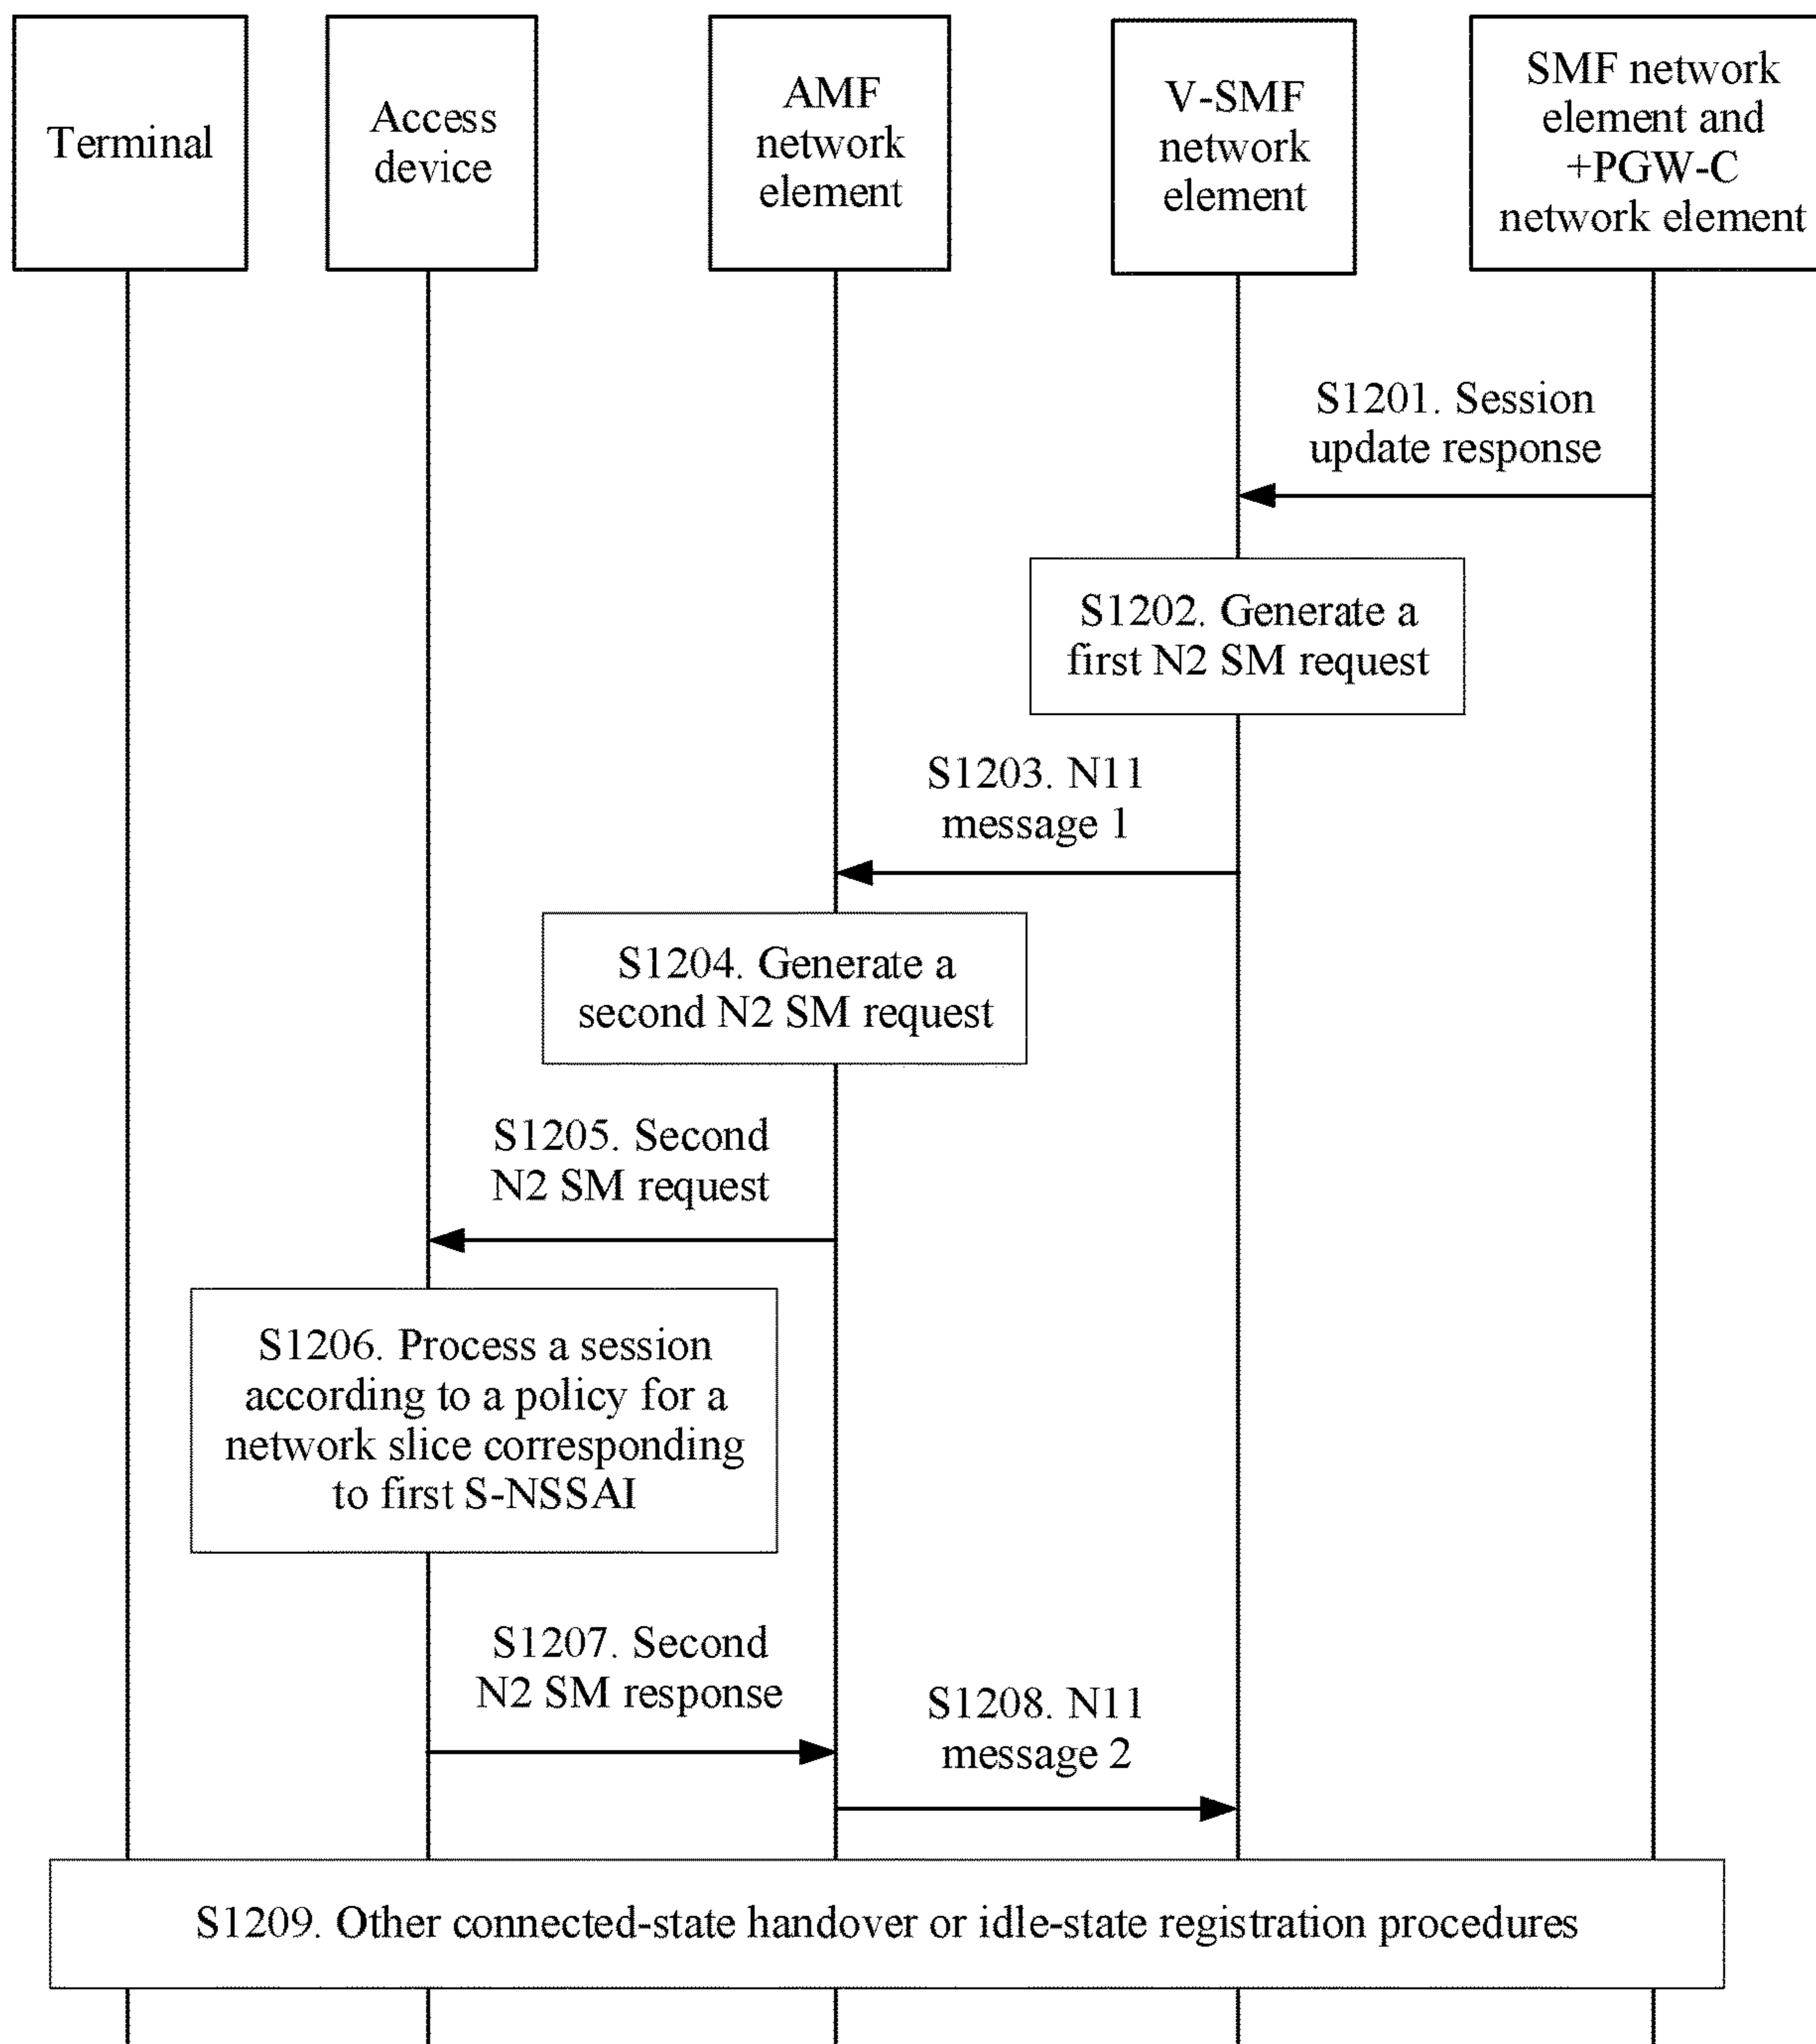 Terminal
Access
device
AMF
network
element
V-SMF
network
element
SMF network
element and
+PGW-C
network element
S1201. Session
update response
S1202. Generate a
first N2 SM request
S1203. N11
message 1
S1204. Generate a
second N2 SM request
S1205. Second
N2 SM request
S1206. Process a session
according to a policy for a
network slice corresponding
to first S-NSSAI
S1207. Second
N2 SM response
S1208. N11
message 2
S1209. Other connected-state handover or idle-state registration procedures